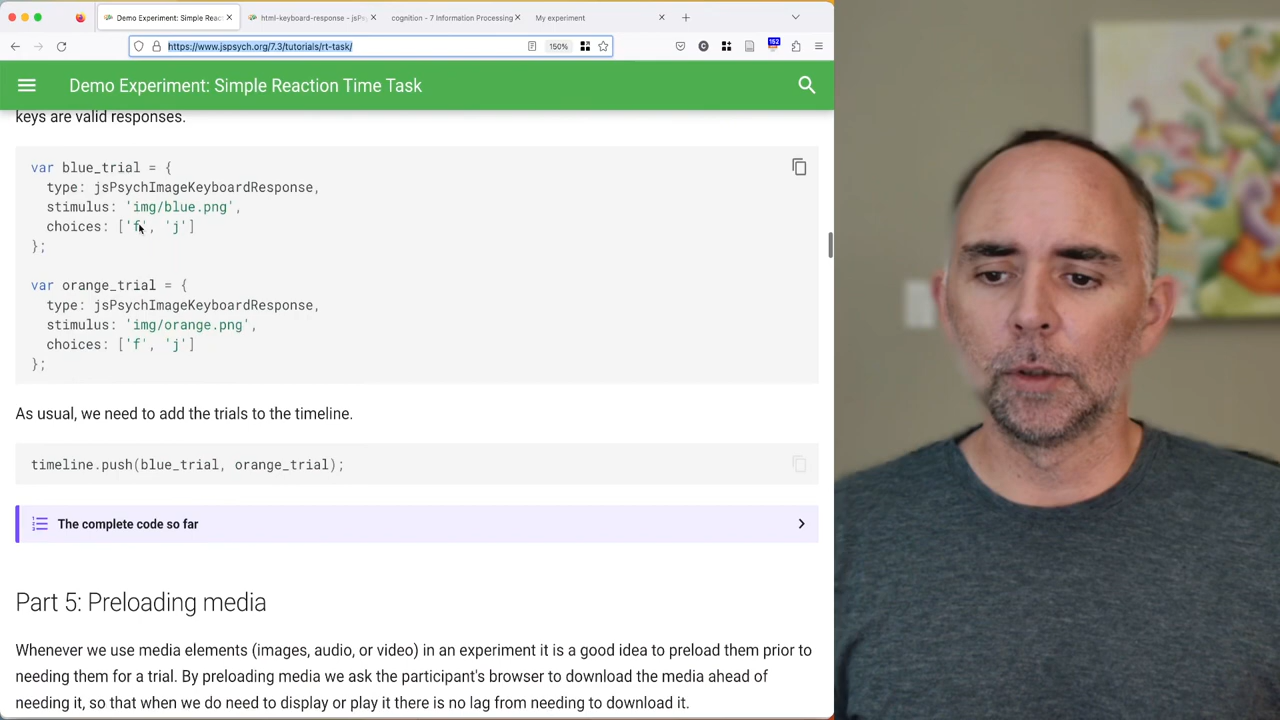 Demo Experiment: Simple Reac
html-keyboard-response - jsPs
cognition - 7 Information Processing
My experiment
https://www.jspsych.org/7.3/tutorials/rt-task/
150%
152
Demo Experiment: Simple Reaction Time Task
keys are valid responses.
var blue_trial = {
type: jsPsychImageKeyboardResponse,
stimulus: 'img/blue.png',
choices: ['f', 'j']
};
var orange_trial = {
type: jsPsychImageKeyboardResponse,
stimulus: 'img/orange.png',
choices: ['f', 'j']
};
As usual, we need to add the trials to the timeline.
timeline.push(blue_trial, orange_trial);
The complete code so far
Part 5: Preloading media
Whenever we use media elements (images, audio, or video) in an experiment it is a good idea to preload them prior to
needing them for a trial. By preloading media we ask the participant's browser to download the media ahead of
needing it, so that when we do need to display or play it there is no lag from needing to download it.